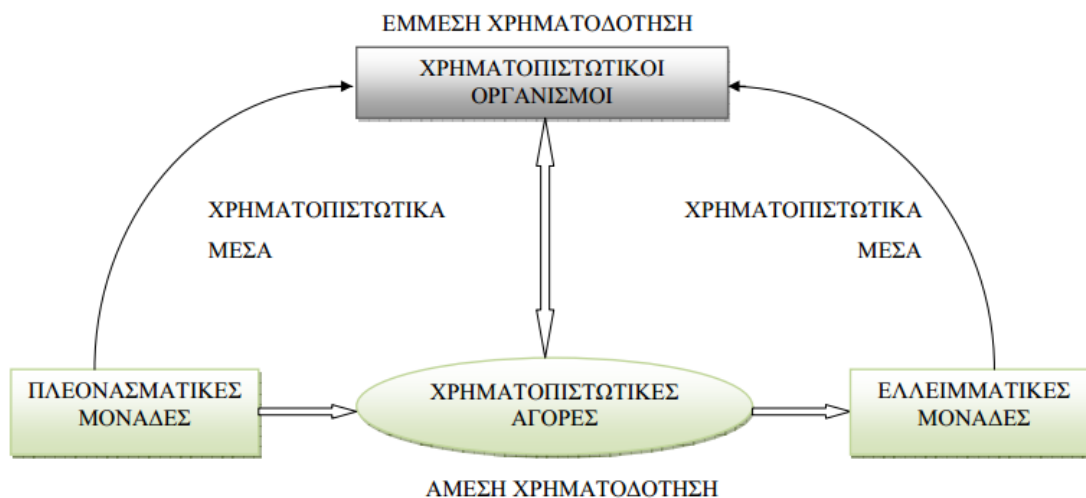 ΕΜΜΕΣΗ ΧΡΗΜΑΤΟΔΟΤΗΣΗ
ΧΡΗΜΑΤΟΠΙΣΤΩΤΙΚΟΙ
ΟΡΓΑΝΙΣΜΟΙ
ΧΡΗΜΑΤΟΠΙΣΤΩΤΙΚΑ
ΜΕΣΑ
ΧΡΗΜΑΤΟΠΙΣΤΩΤΙΚΑ
ΜΕΣΑ
ΠΛΕΟΝΑΣΜΑΤΙΚΕΣ
ΜΟΝΑΔΕΣ
ΧΡΗΜΑΤΟΠΙΣΤΩΤΙΚΕΣ
ΑΓΟΡΕΣ
ΕΛΛΕΙΜΜΑΤΙΚΕΣ
ΜΟΝΑΔΕΣ
ΑΜΕΣΗ ΧΡΗΜΑΤΟΔΟΤΗΣΗ